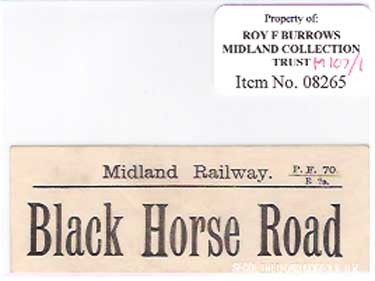 Property of:
ROY F BURROWS
MIDLAND COLLECTION
TRUST M107/1
Item No. 08265
Midland Railway. P. F. 70.
Black Horse Road